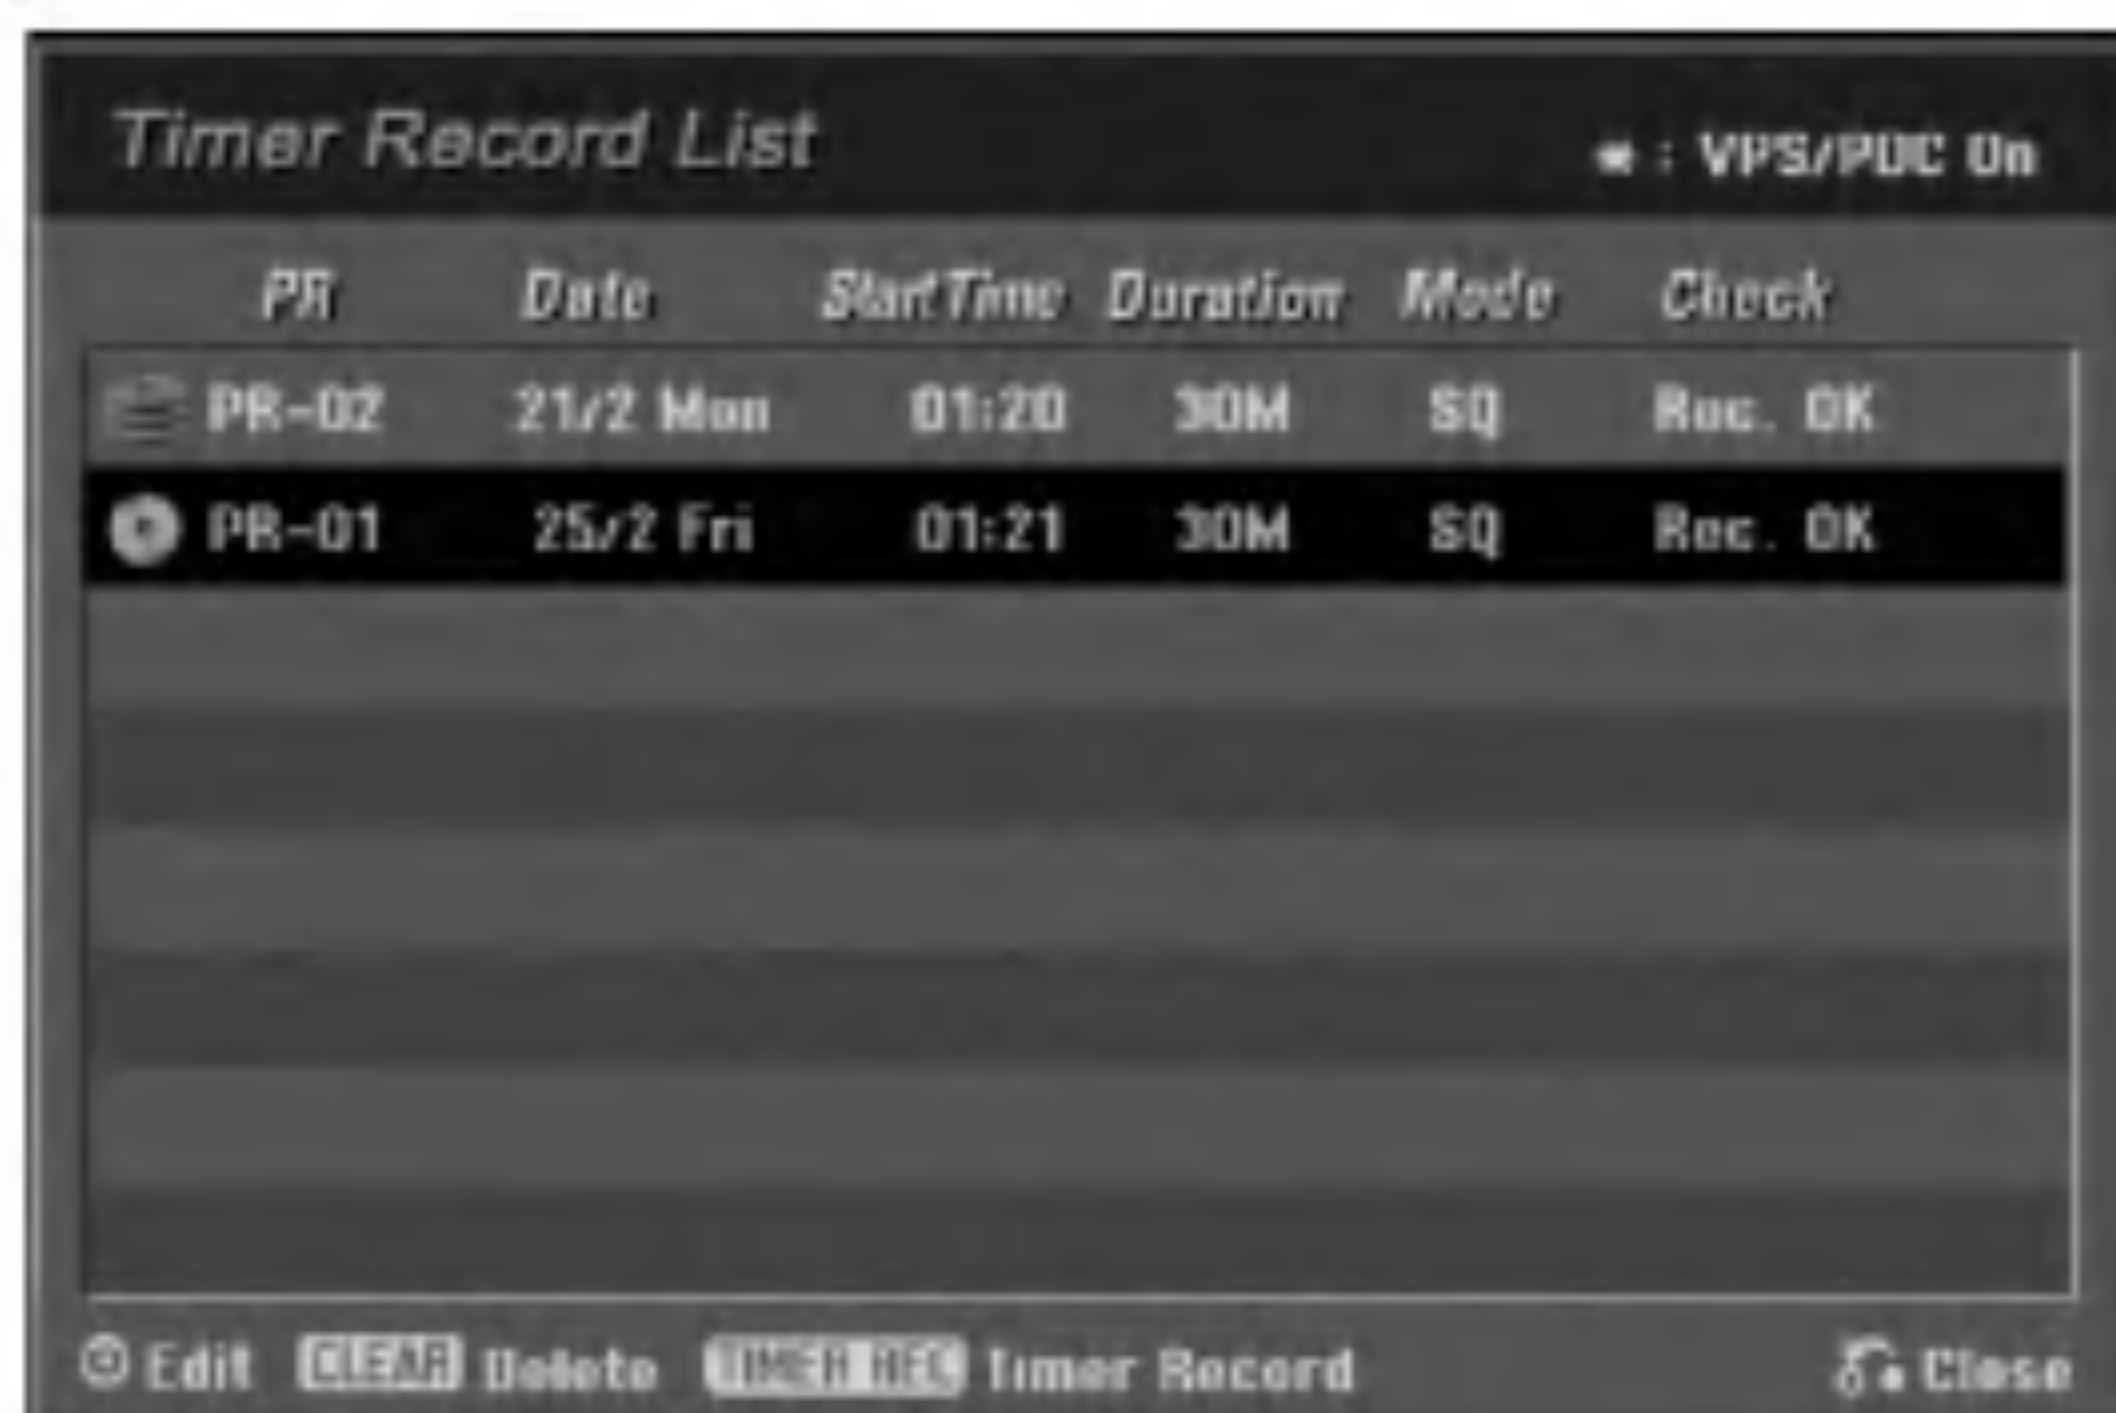 Timer Record List
: VPS/PDC On
PR Date Start Time Duration Mode Check
PR-02 21/2 Mon 01:20 30M SQ Rec. OK
PR-01 25/2 Fri 01:21 30M SQ Rec. OK
Edit CLEAR Delete TIMER REC Timer Record Close